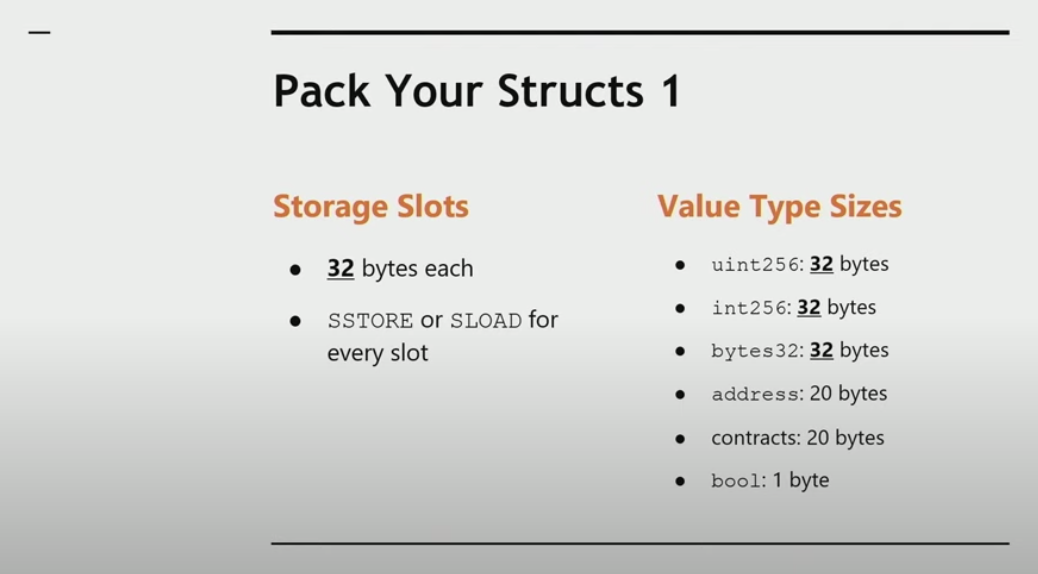 Pack Your Structs 1
Storage Slots
● 32 bytes each
● SSTORE or SLOAD for
every slot
Value Type Sizes
● uint256: 32 bytes
● int256: 32 bytes
● bytes32: 32 bytes
● address: 20 bytes
● contracts: 20 bytes
● bool: 1 byte